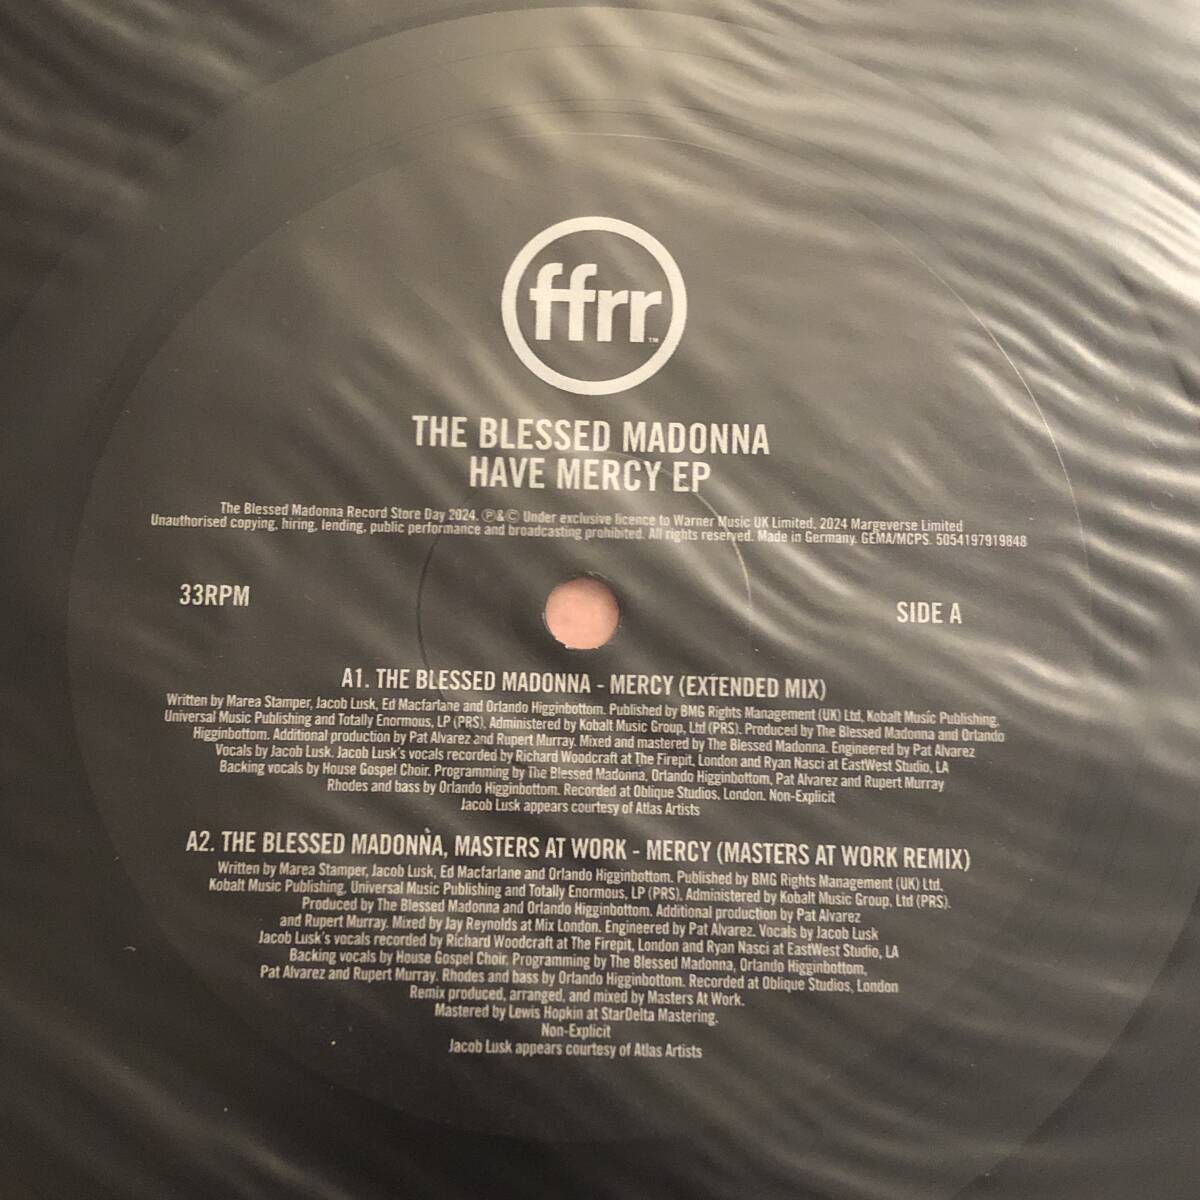 ffrr™
THE BLESSED MADONNA
HAVE MERCY EP
The Blessed Madonna Record Store Day 2024. ℗&© Under exclusive licence to Warner Music UK Limited, 2024 Margeverse Limited
Unauthorised copying, hiring, lending, public performance and broadcasting prohibited. All rights reserved. Made in Germany. GEMA/MCPS. 5054197919848
33RPM
SIDE A
A1. THE BLESSED MADONNA - MERCY (EXTENDED MIX)
Written by Marea Stamper, Jacob Lusk, Ed Macfarlane and Orlando Higginbottom. Published by BMG Rights Management (UK) Ltd, Kobalt Music Publishing,
Universal Music Publishing and Totally Enormous, LP (PRS). Administered by Kobalt Music Group, Ltd (PRS). Produced by The Blessed Madonna and Orlando
Higginbottom. Additional production by Pat Alvarez and Rupert Murray. Mixed and mastered by The Blessed Madonna. Engineered by Pat Alvarez
Vocals by Jacob Lusk. Jacob Lusk's vocals recorded by Richard Woodcraft at The Firepit, London and Ryan Nasci at EastWest Studio, LA
Backing vocals by House Gospel Choir. Programming by The Blessed Madonna, Orlando Higginbottom, Pat Alvarez and Rupert Murray
Rhodes and bass by Orlando Higginbottom. Recorded at Oblique Studios, London. Non-Explicit
Jacob Lusk appears courtesy of Atlas Artists
A2. THE BLESSED MADONNA, MASTERS AT WORK - MERCY (MASTERS AT WORK REMIX)
Written by Marea Stamper, Jacob Lusk, Ed Macfarlane and Orlando Higginbottom. Published by BMG Rights Management (UK) Ltd,
Kobalt Music Publishing, Universal Music Publishing and Totally Enormous, LP (PRS). Administered by Kobalt Music Group, Ltd (PRS).
Produced by The Blessed Madonna and Orlando Higginbottom. Additional production by Pat Alvarez
and Rupert Murray. Mixed by Jay Reynolds at Mix London. Engineered by Pat Alvarez. Vocals by Jacob Lusk
Jacob Lusk's vocals recorded by Richard Woodcraft at The Firepit, London and Ryan Nasci at EastWest Studio, LA
Backing vocals by House Gospel Choir. Programming by The Blessed Madonna, Orlando Higginbottom,
Pat Alvarez and Rupert Murray. Rhodes and bass by Orlando Higginbottom. Recorded at Oblique Studios, London
Remix produced, arranged, and mixed by Masters At Work.
Mastered by Lewis Hopkin at StarDelta Mastering.
Non-Explicit
Jacob Lusk appears courtesy of Atlas Artists